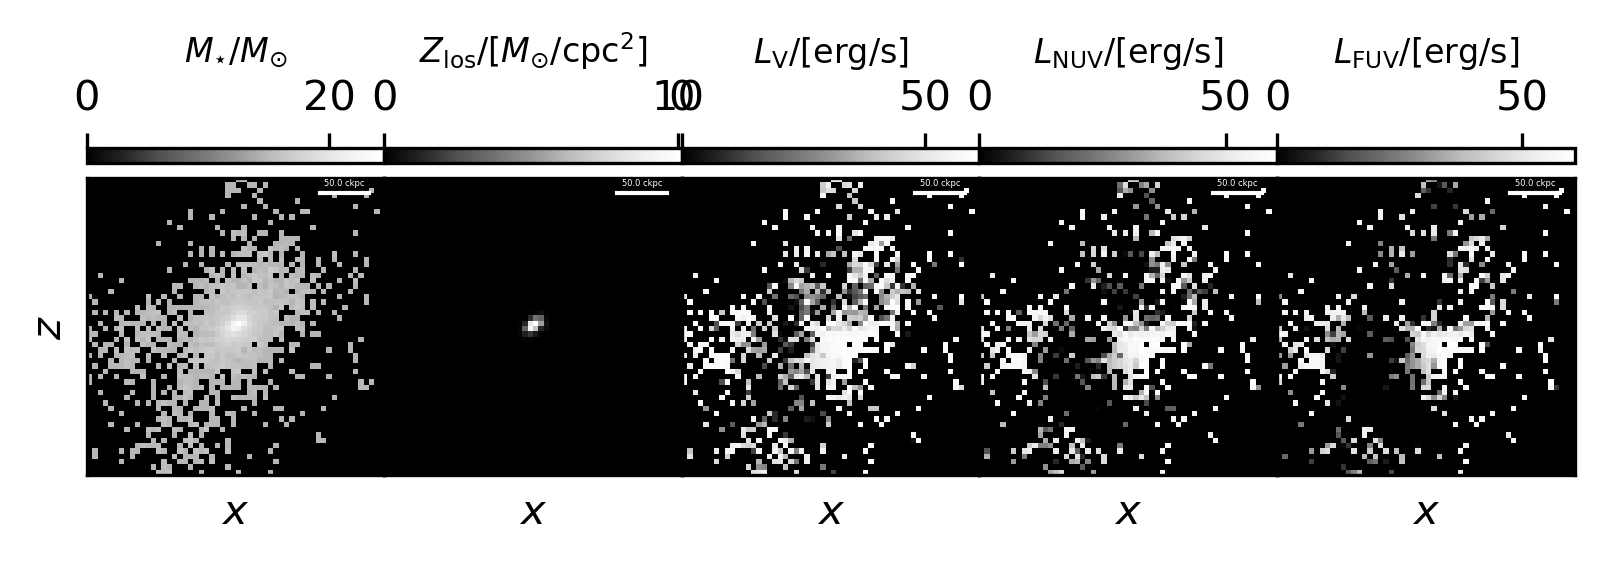 M⋆/M⊙ Z_los/[M⊙/cpc²] L_V/[erg/s] L_NUV/[erg/s] L_FUV/[erg/s]
0 20 0 10 0 50 0 50 0 50
50.0 ckpc 50.0 ckpc 50.0 ckpc 50.0 ckpc 50.0 ckpc
z
x x x x x